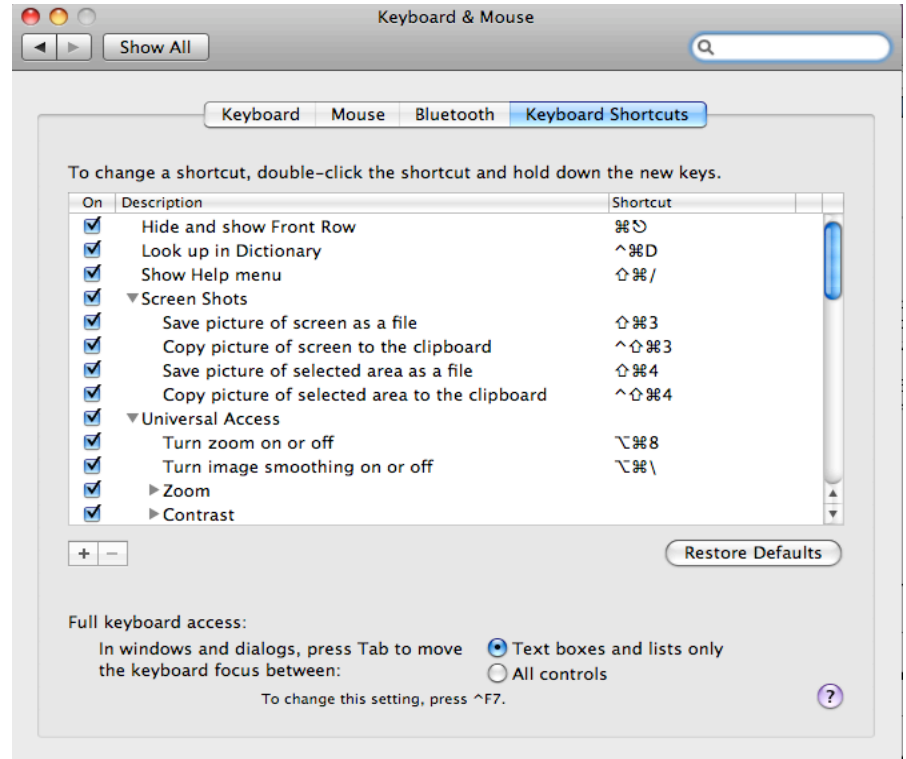 Keyboard & Mouse
Show All
Keyboard Mouse Bluetooth Keyboard Shortcuts
To change a shortcut, double-click the shortcut and hold down the new keys.
On Description Shortcut
Hide and show Front Row ⌘⎋
Look up in Dictionary ^⌘D
Show Help menu ⇧⌘/
▼Screen Shots
Save picture of screen as a file ⇧⌘3
Copy picture of screen to the clipboard ^⇧⌘3
Save picture of selected area as a file ⇧⌘4
Copy picture of selected area to the clipboard ^⇧⌘4
▼Universal Access
Turn zoom on or off ⌥⌘8
Turn image smoothing on or off ⌥⌘\
▶Zoom
▶Contrast
+ −
Restore Defaults
Full keyboard access:
In windows and dialogs, press Tab to move
the keyboard focus between:
Text boxes and lists only
All controls
To change this setting, press ^F7.
?